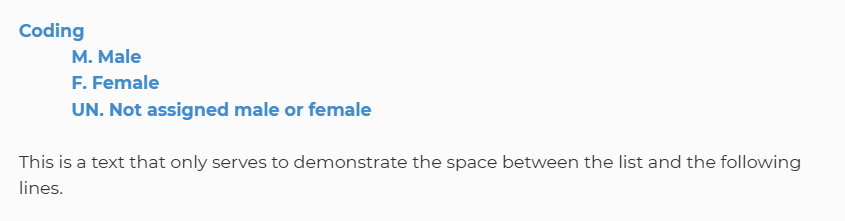 Coding
M. Male
F. Female
UN. Not assigned male or female
This is a text that only serves to demonstrate the space between the list and the following
lines.